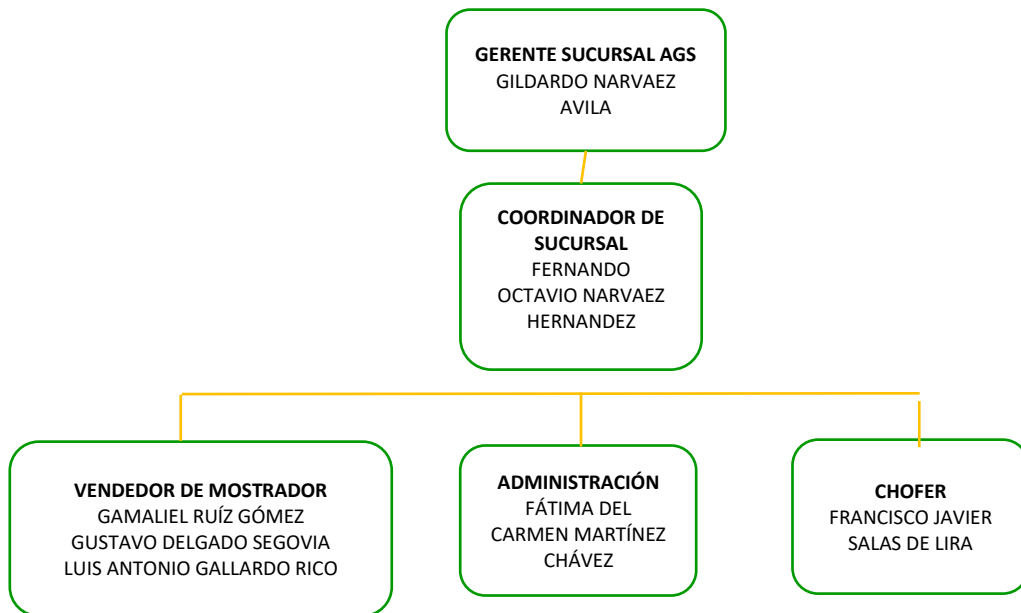 GERENTE SUCURSAL AGS
GILDARDO NARVAEZ
AVILA
COORDINADOR DE
SUCURSAL
FERNANDO
OCTAVIO NARVAEZ
HERNANDEZ
VENDEDOR DE MOSTRADOR
GAMALIEL RUÍZ GÓMEZ
GUSTAVO DELGADO SEGOVIA
LUIS ANTONIO GALLARDO RICO
ADMINISTRACIÓN
FÁTIMA DEL
CARMEN MARTÍNEZ
CHÁVEZ
CHOFER
FRANCISCO JAVIER
SALAS DE LIRA